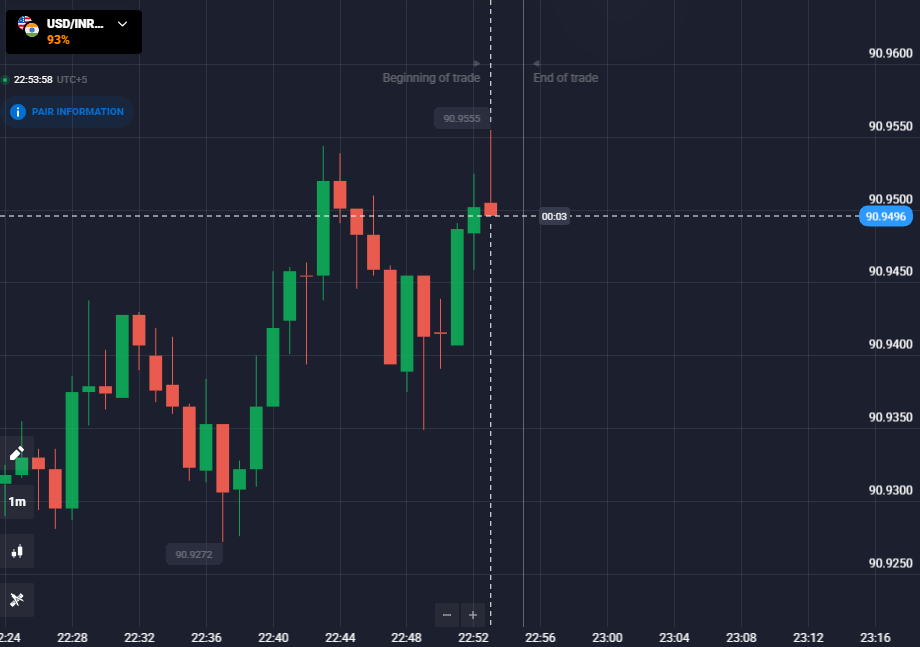 USD/INR...
93%
22:53:58 UTC+5
PAIR INFORMATION
Beginning of trade
End of trade
90.9555
90.9600
90.9550
90.9500
00:03
90.9496
90.9450
90.9400
90.9350
90.9300
90.9250
1m
90.9272
− +
2:24 22:28 22:32 22:36 22:40 22:44 22:48 22:52 22:56 23:00 23:04 23:08 23:12 23:16